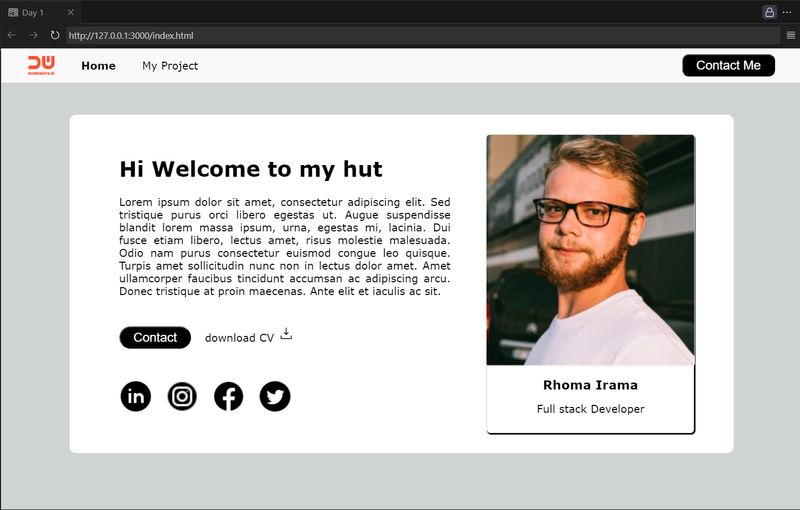 Day 1
http://127.0.0.1:3000/index.html
DW
Home
My Project
Contact Me
Hi Welcome to my hut
Lorem ipsum dolor sit amet, consectetur adipiscing elit. Sed
tristique purus orci libero egestas ut. Augue suspendisse
blandit lorem massa ipsum, urna, egestas mi, lacinia. Dui
fusce etiam libero, lectus amet, risus molestie malesuada.
Odio nam purus consectetur euismod congue leo quisque.
Turpis amet sollicitudin nunc non in lectus dolor amet. Amet
ullamcorper faucibus tincidunt accumsan ac adipiscing arcu.
Donec tristique at proin maecenas. Ante elit et iaculis ac sit.
Contact
download CV
in
Rhoma Irama
Full stack Developer